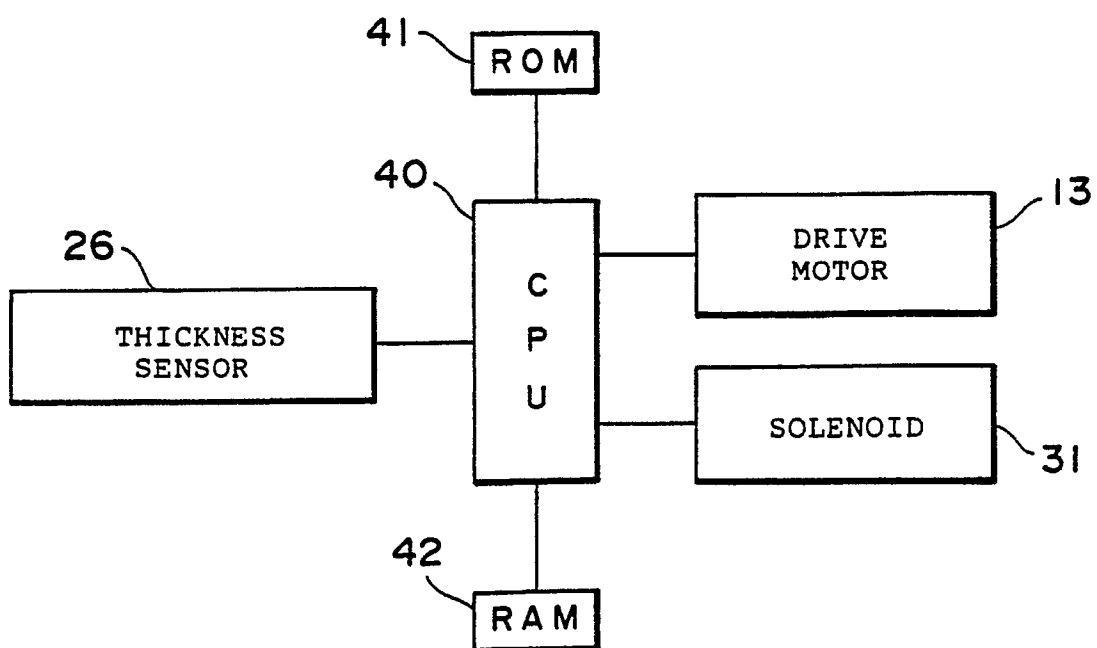 41
ROM
40
13
DRIVE
MOTOR
26
THICKNESS
SENSOR
C
P
U
SOLENOID
31
42
RAM